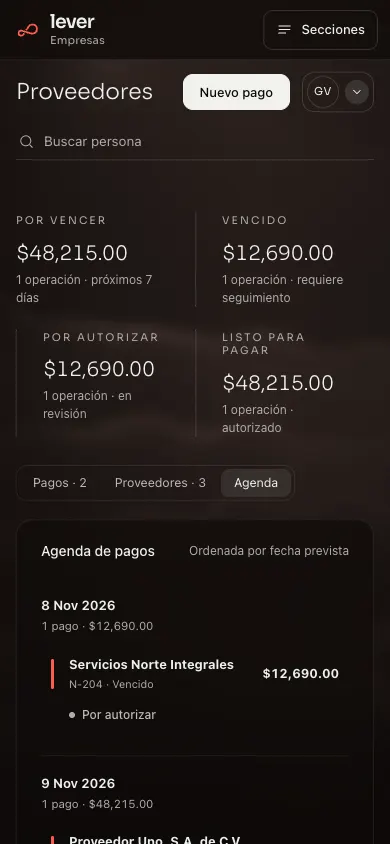 lever
Empresas
Secciones
Proveedores
Nuevo pago
GV
Buscar persona
POR VENCER
$48,215.00
1 operación · próximos 7
días
VENCIDO
$12,690.00
1 operación · requiere
seguimiento
POR AUTORIZAR
$12,690.00
1 operación · en
revisión
LISTO PARA
PAGAR
$48,215.00
1 operación ·
autorizado
Pagos · 2
Proveedores · 3
Agenda
Agenda de pagos
Ordenada por fecha prevista
8 Nov 2026
1 pago · $12,690.00
Servicios Norte Integrales
$12,690.00
N-204 · Vencido
Por autorizar
9 Nov 2026
1 pago · $48,215.00
Proveedor Uno, S.A. de C.V.